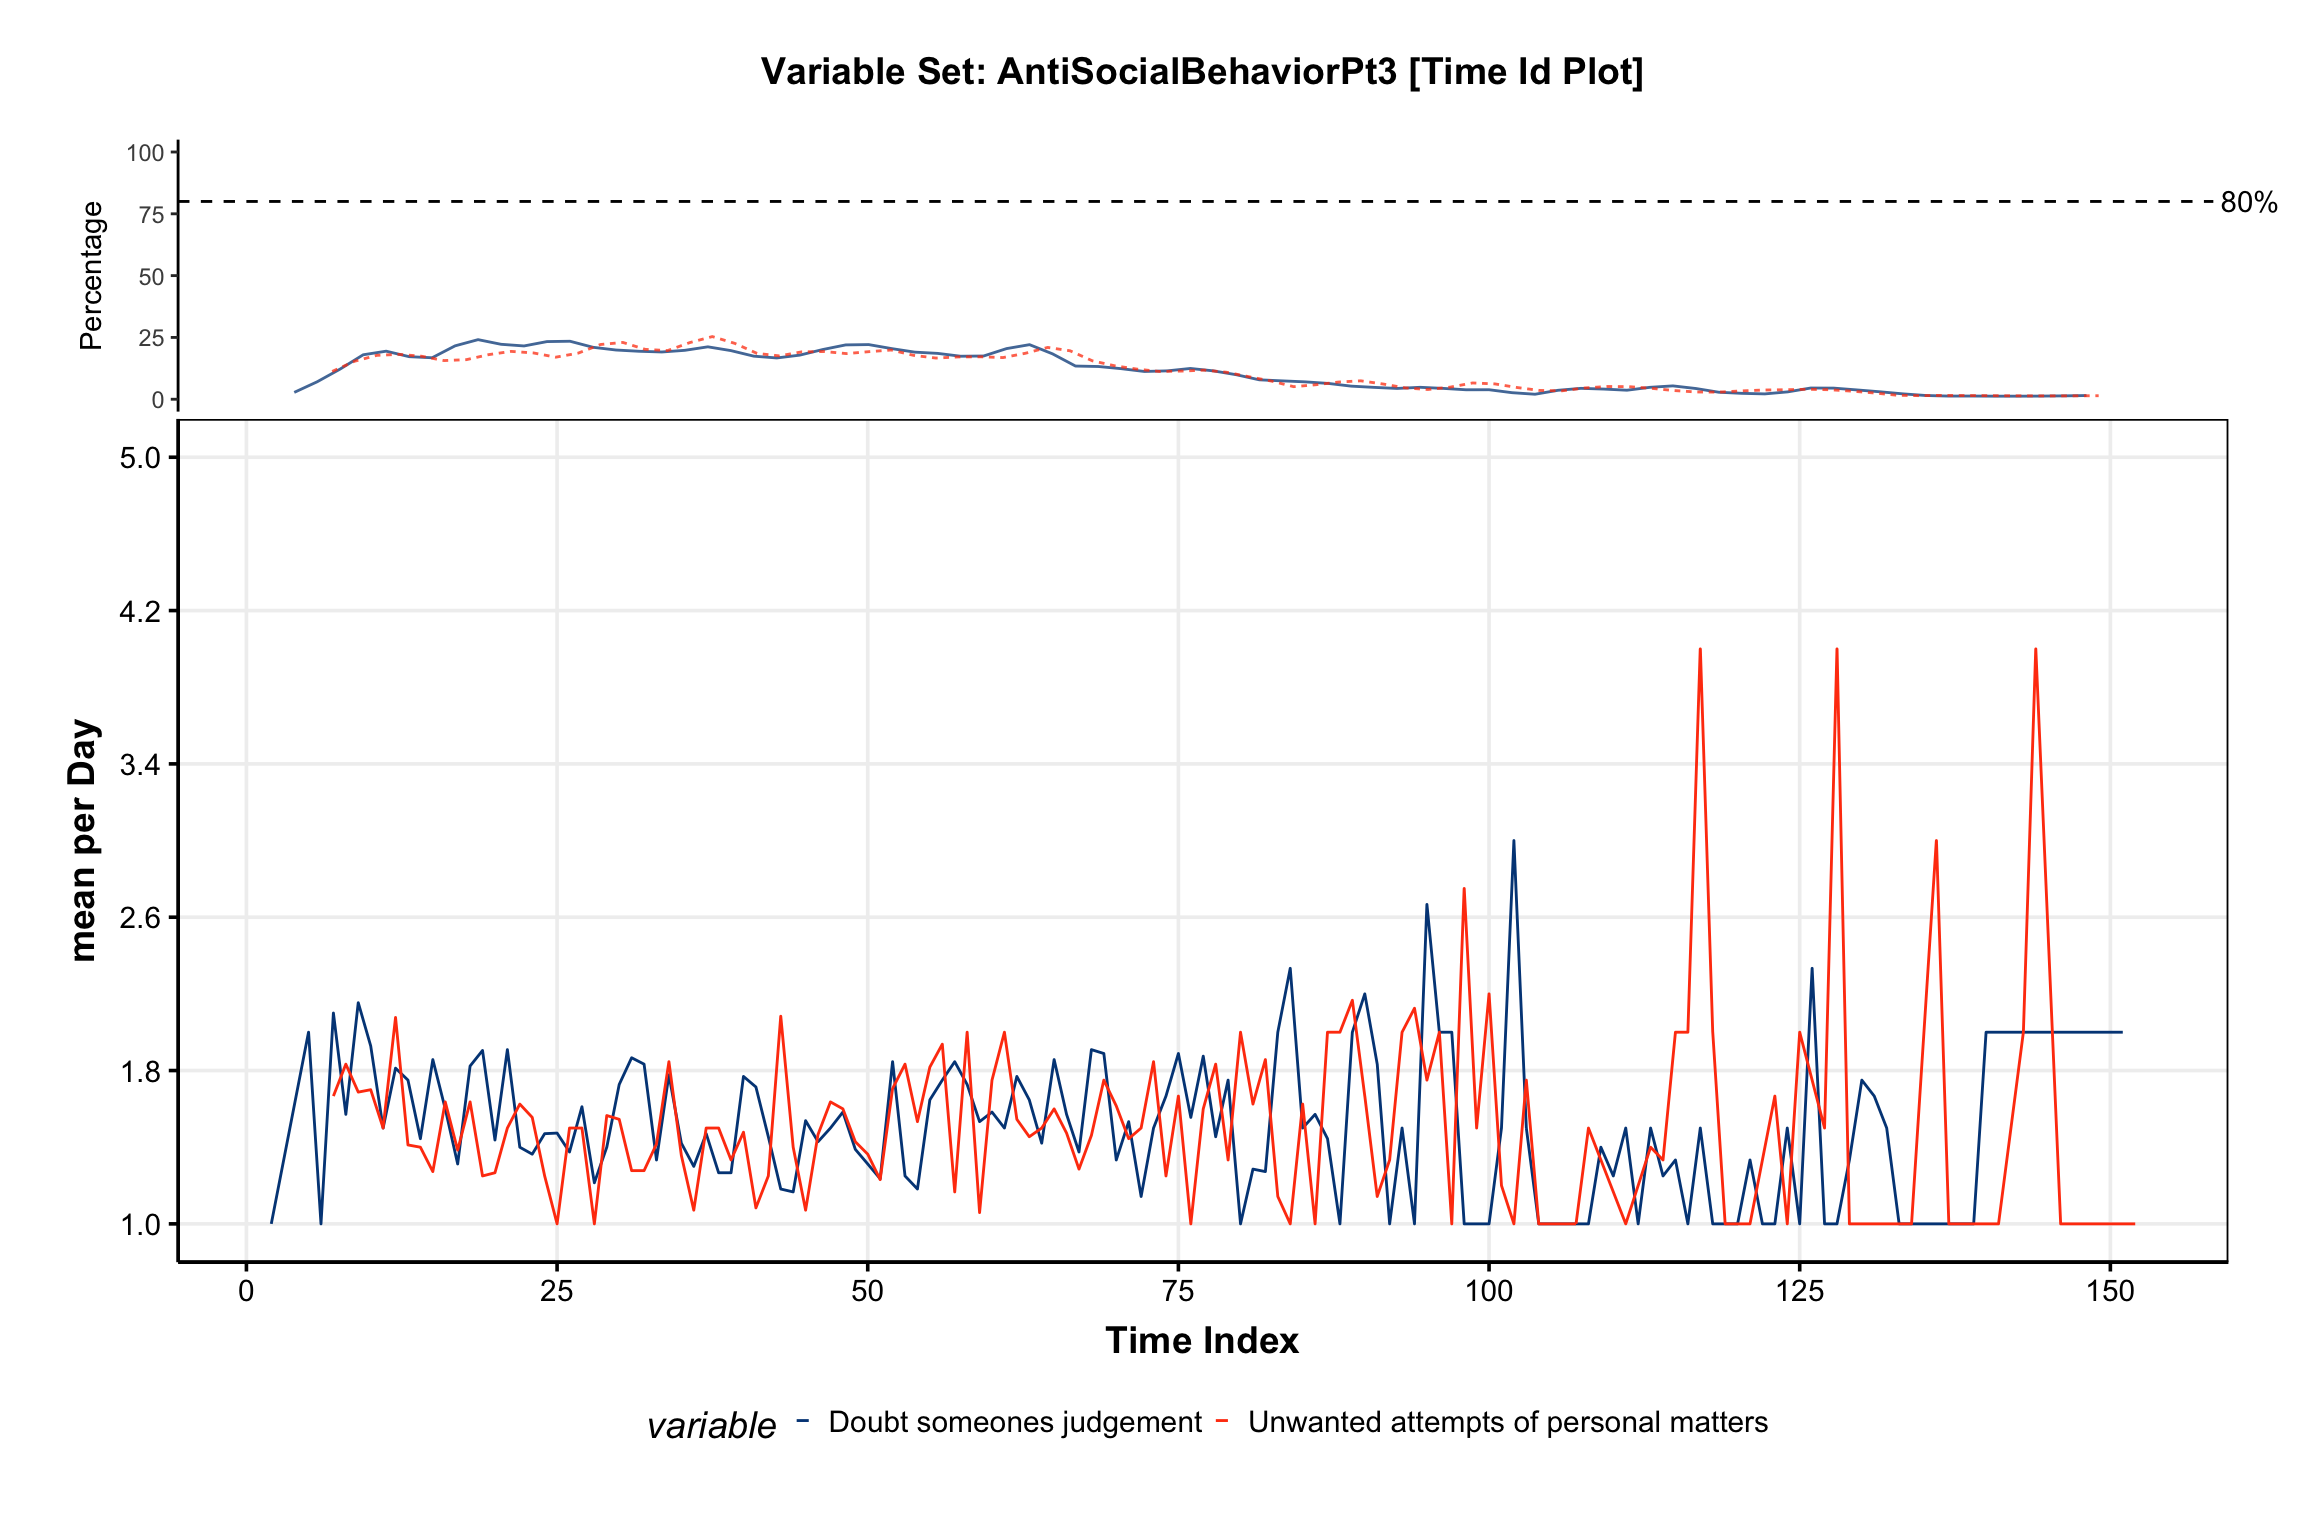 Variable Set: AntiSocialBehaviorPt3 [Time Id Plot]
Percentage
100
75
50
25
0
80%
mean per Day
5.0
4.2
3.4
2.6
1.8
1.0
0 25 50 75 100 125 150
Time Index
variable Doubt someones judgement Unwanted attempts of personal matters